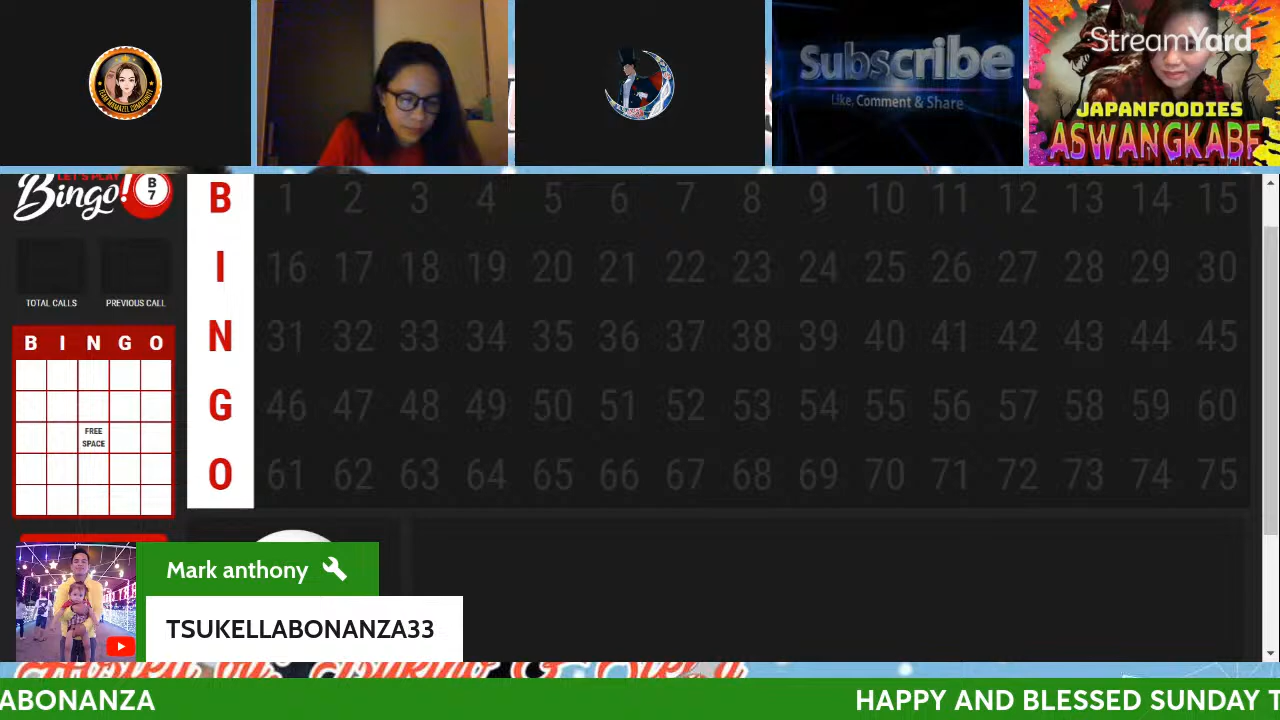 TEAM MAMAZEL COMMUNITY
Subscribe
Like, Comment & Share
StreamYard
JAPANFOODIES
ASWANGKABE
LET'S PLAY
Bingo!
B
7
TOTAL CALLS
PREVIOUS CALL
B I N G O
FREE
SPACE
B 1 2 3 4 5 6 7 8 9 10 11 12 13 14 15
I 16 17 18 19 20 21 22 23 24 25 26 27 28 29 30
N 31 32 33 34 35 36 37 38 39 40 41 42 43 44 45
G 46 47 48 49 50 51 52 53 54 55 56 57 58 59 60
O 61 62 63 64 65 66 67 68 69 70 71 72 73 74 75
Mark anthony
TSUKELLABONANZA33
ABONANZA
HAPPY AND BLESSED SUNDAY T